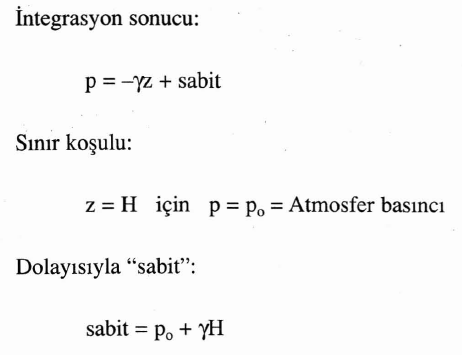 İntegrasyon sonucu:
p = –γz + sabit
Sınır koşulu:
z = H için p = pₒ = Atmosfer basıncı
Dolayısıyla “sabit”:
sabit = pₒ + γH